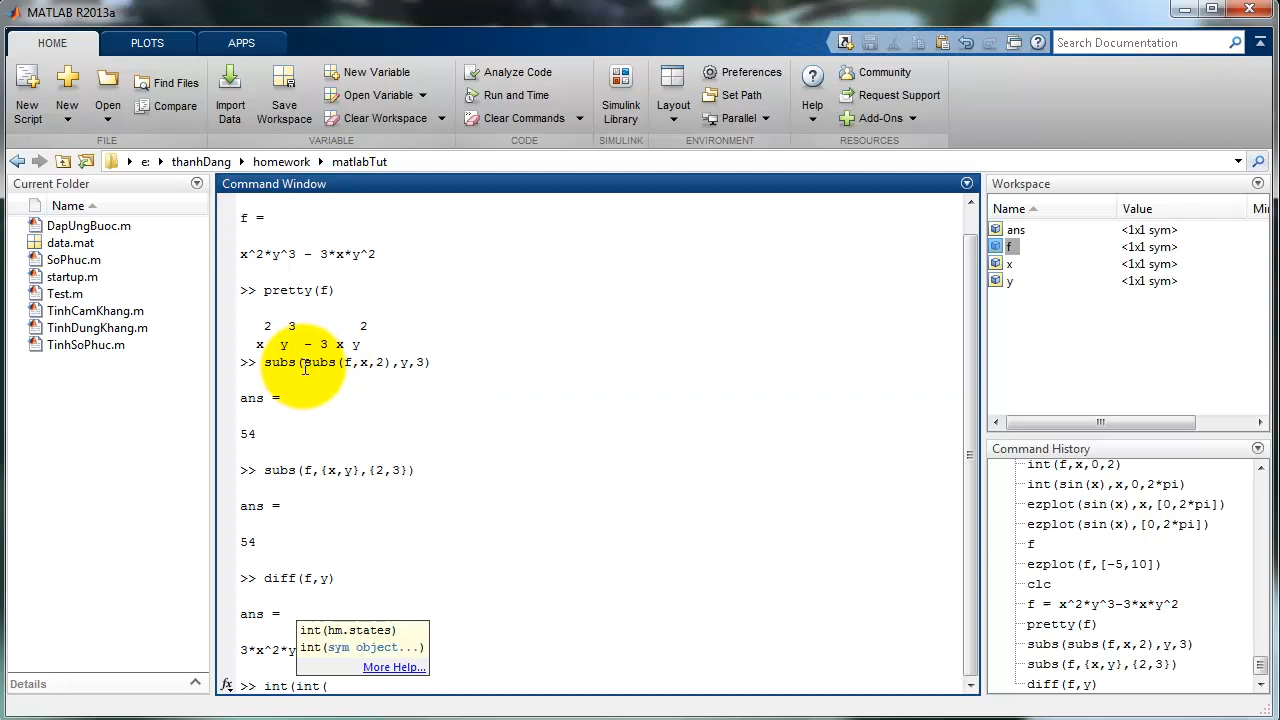 MATLAB R2013a
HOME
PLOTS
APPS
Search Documentation
New Script
New
Open
Find Files
Compare
FILE
Import Data
Save Workspace
New Variable
Open Variable
Clear Workspace
VARIABLE
Analyze Code
Run and Time
Clear Commands
CODE
Simulink Library
SIMULINK
Layout
Preferences
Set Path
Parallel
ENVIRONMENT
Help
Community
Request Support
Add-Ons
RESOURCES
e: thanhDang homework matlabTut
Current Folder
Name
DapUngBuoc.m
data.mat
SoPhuc.m
startup.m
Test.m
TinhCamKhang.m
TinhDungKhang.m
TinhSoPhuc.m
Details
Command Window
f =
x^2*y^3 - 3*x*y^2
>> pretty(f)
2 3 2
x y - 3 x y
>> subs(subs(f,x,2),y,3)
ans =
54
>> subs(f,{x,y},{2,3})
ans =
54
>> diff(f,y)
ans =
3*x^2*y
int(hm.states)
int(sym object...)
More Help...
fx >> int(int(
Workspace
Name Value Mi
ans <1x1 sym>
f <1x1 sym>
x <1x1 sym>
y <1x1 sym>
Command History
int(f,x,0,2)
int(sin(x),x,0,2*pi)
ezplot(sin(x),x,[0,2*pi])
ezplot(sin(x),[0,2*pi])
f
ezplot(f,[-5,10])
clc
f = x^2*y^3-3*x*y^2
pretty(f)
subs(subs(f,x,2),y,3)
subs(f,{x,y},{2,3})
diff(f,y)